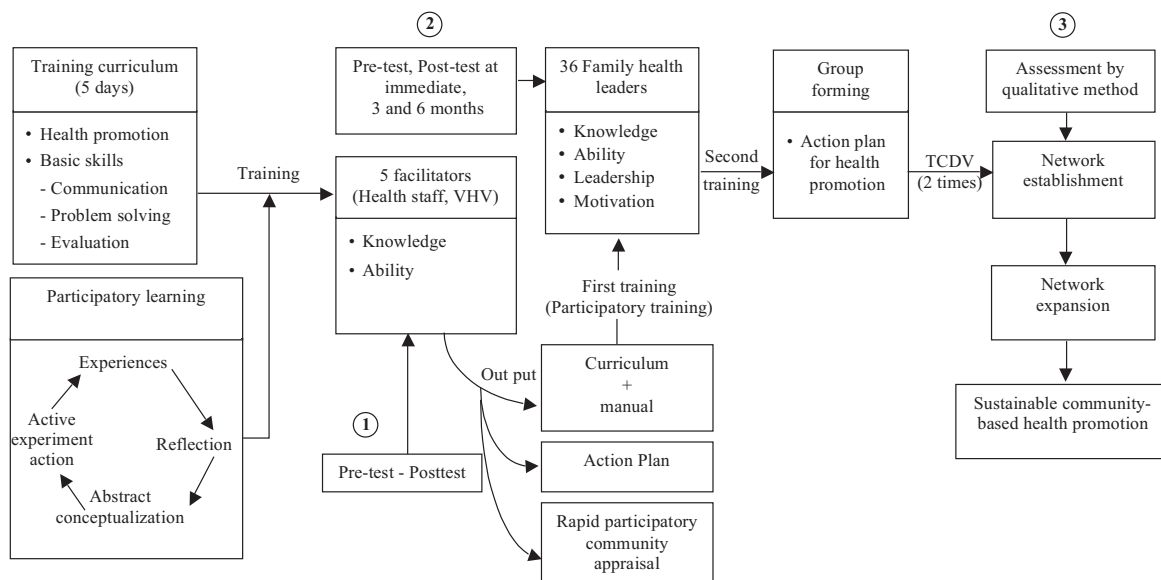 Training curriculum
(5 days)
• Health promotion
• Basic skills
- Communication
- Problem solving
- Evaluation
Participatory learning
Experiences
Reflection
Abstract
conceptualization
Active
experiment
action
Training
2
Pre-test, Post-test at
immediate,
3 and 6 months
5 facilitators
(Health staff, VHV)
• Knowledge
• Ability
1
Pre-test - Posttest
Out put
36 Family health
leaders
• Knowledge
• Ability
• Leadership
• Motivation
First training
(Participatory training)
Curriculum
+
manual
Action Plan
Rapid participatory
community
appraisal
Second
training
Group
forming
• Action plan
for health
promotion
TCDV
(2 times)
3
Assessment by
qualitative method
Network
establishment
Network
expansion
Sustainable community-
based health promotion